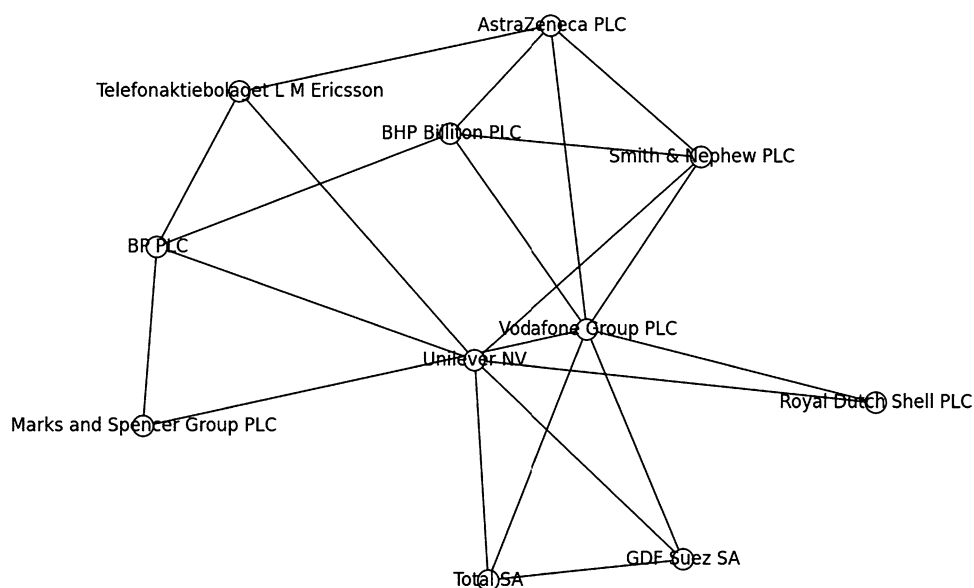 AstraZeneca PLC
Telefonaktiebolaget L M Ericsson
BHP Billiton PLC
Smith & Nephew PLC
BP PLC
Vodafone Group PLC
Unilever NV
Royal Dutch Shell PLC
Marks and Spencer Group PLC
GDF Suez SA
Total SA